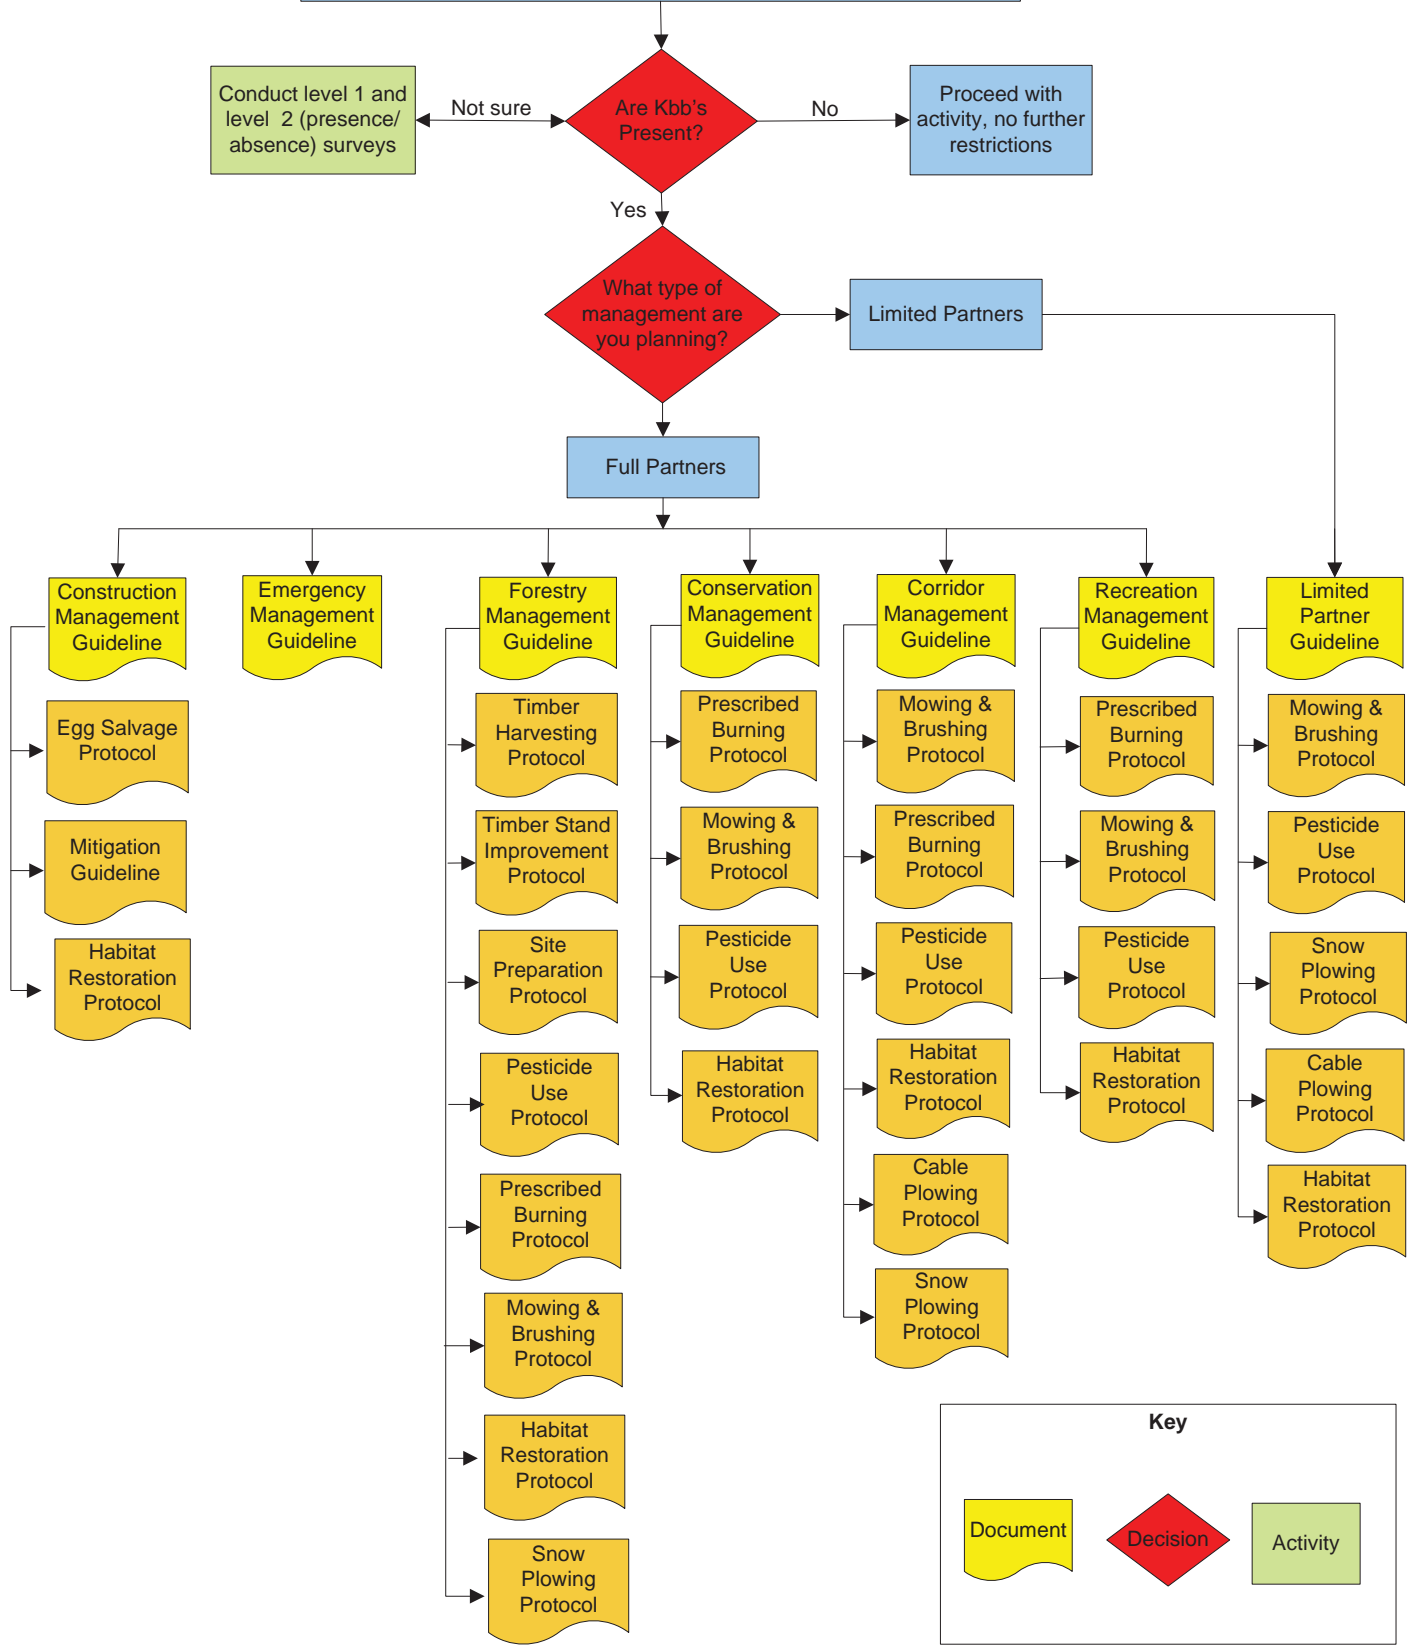 Conduct level 1 and
level 2 (presence/
absence) surveys
Not sure
Are Kbb's
Present?
No
Proceed with
activity, no further
restrictions
Yes
What type of
management are
you planning?
Limited Partners
Full Partners
Construction
Management
Guideline
Egg Salvage
Protocol
Mitigation
Guideline
Habitat
Restoration
Protocol
Emergency
Management
Guideline
Forestry
Management
Guideline
Timber
Harvesting
Protocol
Timber Stand
Improvement
Protocol
Site
Preparation
Protocol
Pesticide
Use
Protocol
Prescribed
Burning
Protocol
Mowing &
Brushing
Protocol
Habitat
Restoration
Protocol
Snow
Plowing
Protocol
Conservation
Management
Guideline
Prescribed
Burning
Protocol
Mowing &
Brushing
Protocol
Pesticide
Use
Protocol
Habitat
Restoration
Protocol
Corridor
Management
Guideline
Mowing &
Brushing
Protocol
Prescribed
Burning
Protocol
Pesticide
Use
Protocol
Habitat
Restoration
Protocol
Cable
Plowing
Protocol
Snow
Plowing
Protocol
Recreation
Management
Guideline
Prescribed
Burning
Protocol
Mowing &
Brushing
Protocol
Pesticide
Use
Protocol
Habitat
Restoration
Protocol
Limited
Partner
Guideline
Mowing &
Brushing
Protocol
Pesticide
Use
Protocol
Snow
Plowing
Protocol
Cable
Plowing
Protocol
Habitat
Restoration
Protocol
Key
Document
Decision
Activity